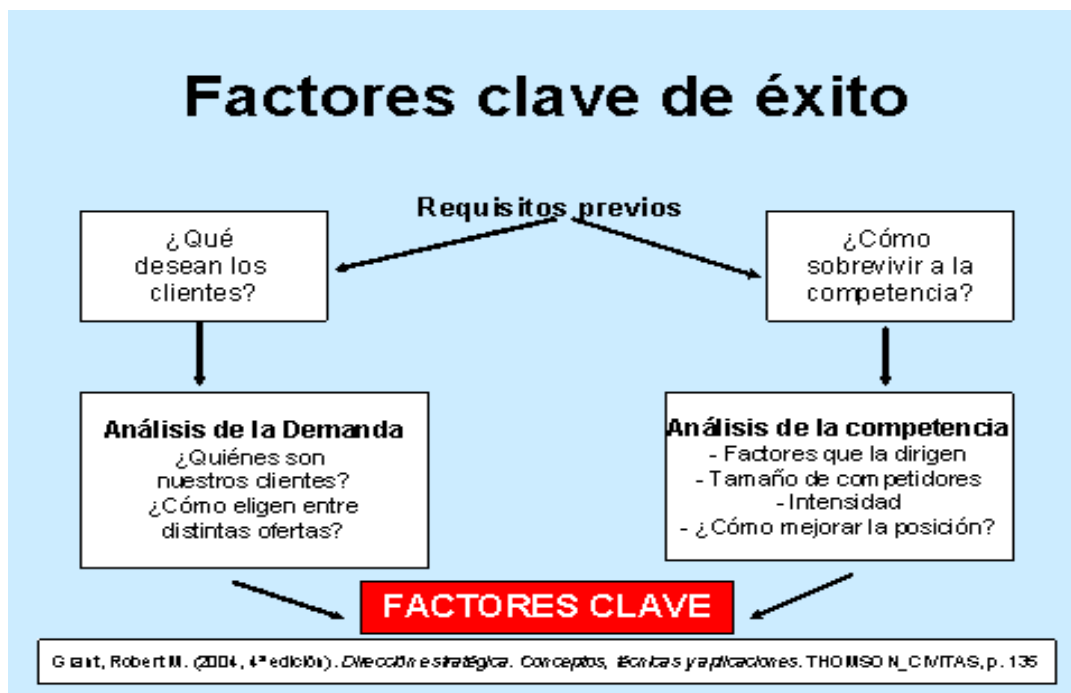 Factores clave de éxito
Requisitos previos
¿Qué
desean los
clientes?
¿Cómo
sobrevivir a la
competencia?
Análisis de la Demanda
¿Quiénes son
nuestros clientes?
¿Cómo eligen entre
distintas ofertas?
Análisis de la competencia
- Factores que la dirigen
- Tamaño de competidores
- Intensidad
- ¿Cómo mejorar la posición?
FACTORES CLAVE
Grant, Robert M. (2004, 4ª edición). Dirección estratégica. Conceptos, técnicas y aplicaciones. THOMSON_CIVITAS, p. 135